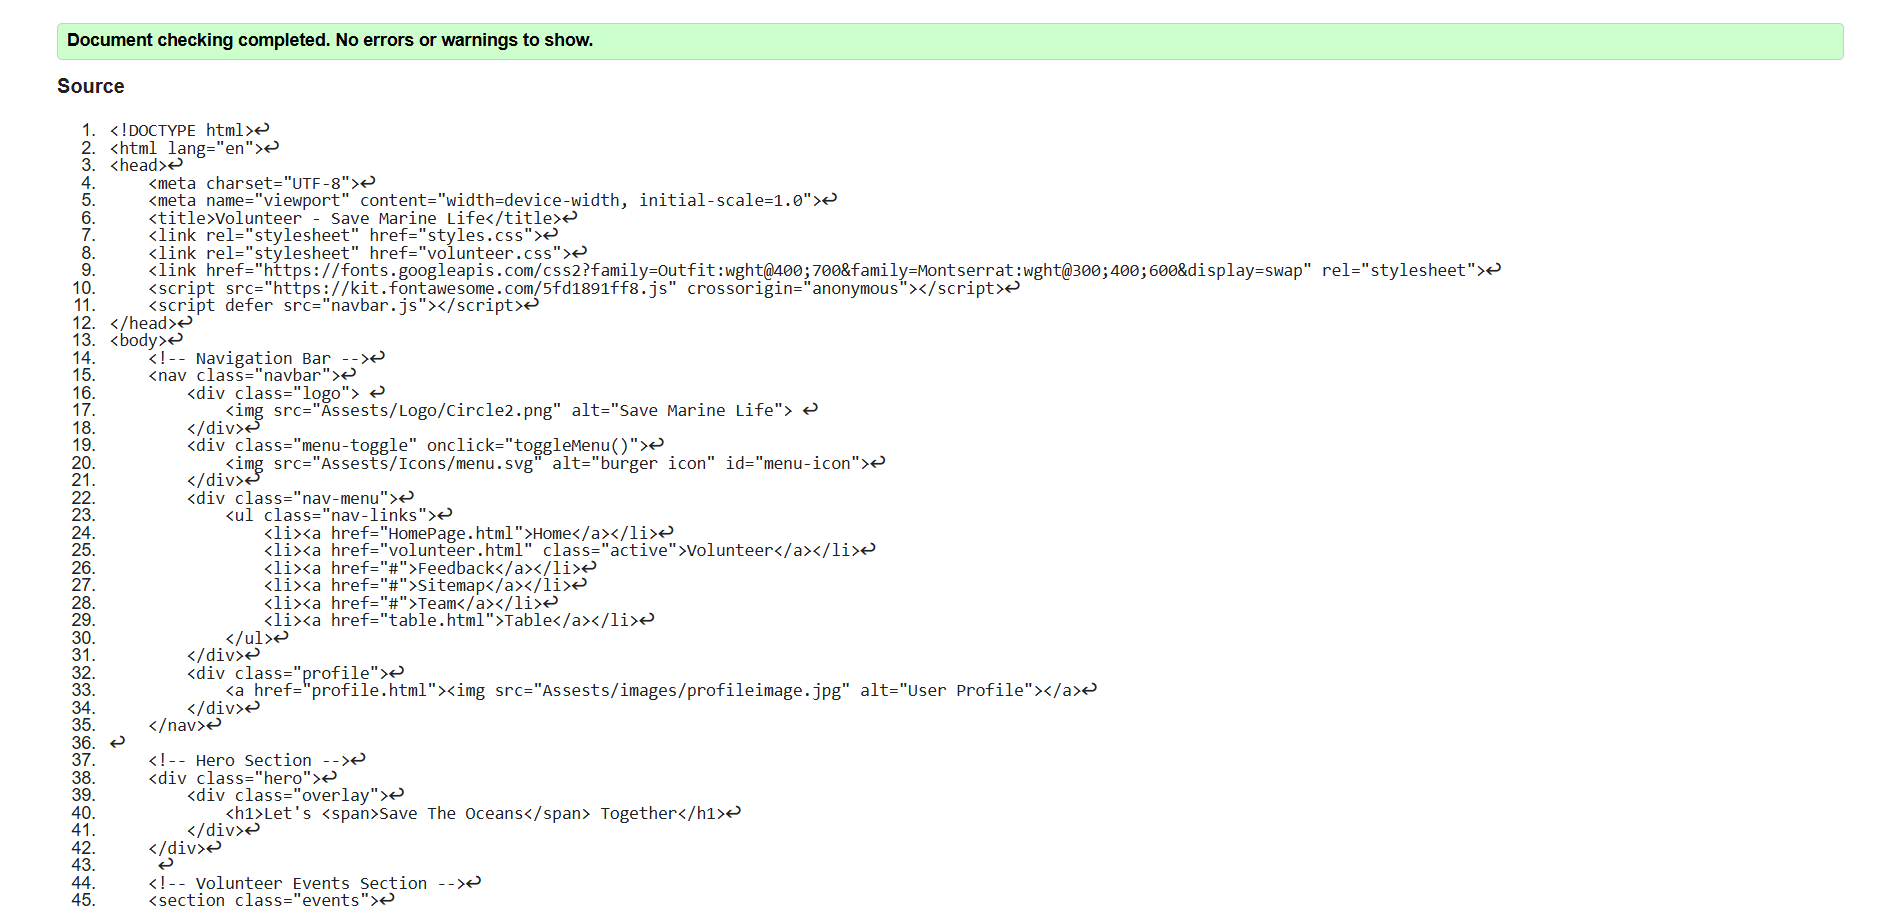 Document checking completed. No errors or warnings to show.
Source
1. <!DOCTYPE html>↩
2. <html lang="en">↩
3. <head>↩
4.     <meta charset="UTF-8">↩
5.     <meta name="viewport" content="width=device-width, initial-scale=1.0">↩
6.     <title>Volunteer - Save Marine Life</title>↩
7.     <link rel="stylesheet" href="styles.css">↩
8.     <link rel="stylesheet" href="volunteer.css">↩
9.     <link href="https://fonts.googleapis.com/css2?family=Outfit:wght@400;700&family=Montserrat:wght@300;400;600&display=swap" rel="stylesheet">↩
10.     <script src="https://kit.fontawesome.com/5fd1891ff8.js" crossorigin="anonymous"></script>↩
11.     <script defer src="navbar.js"></script>↩
12. </head>↩
13. <body>↩
14.     <!-- Navigation Bar -->↩
15.     <nav class="navbar">↩
16.         <div class="logo"> ↩
17.             <img src="Assests/Logo/Circle2.png" alt="Save Marine Life"> ↩
18.         </div>↩
19.         <div class="menu-toggle" onclick="toggleMenu()">↩
20.             <img src="Assests/Icons/menu.svg" alt="burger icon" id="menu-icon">↩
21.         </div>↩
22.         <div class="nav-menu">↩
23.             <ul class="nav-links">↩
24.                 <li><a href="HomePage.html">Home</a></li>↩
25.                 <li><a href="volunteer.html" class="active">Volunteer</a></li>↩
26.                 <li><a href="#">Feedback</a></li>↩
27.                 <li><a href="#">Sitemap</a></li>↩
28.                 <li><a href="#">Team</a></li>↩
29.                 <li><a href="table.html">Table</a></li>↩
30.             </ul>↩
31.         </div>↩
32.         <div class="profile">↩
33.             <a href="profile.html"><img src="Assests/images/profileimage.jpg" alt="User Profile"></a>↩
34.         </div>↩
35.     </nav>↩
36. ↩
37.     <!-- Hero Section -->↩
38.     <div class="hero">↩
39.         <div class="overlay">↩
40.             <h1>Let's <span>Save The Oceans</span> Together</h1>↩
41.         </div>↩
42.     </div>↩
43.      ↩
44.     <!-- Volunteer Events Section -->↩
45.     <section class="events">↩